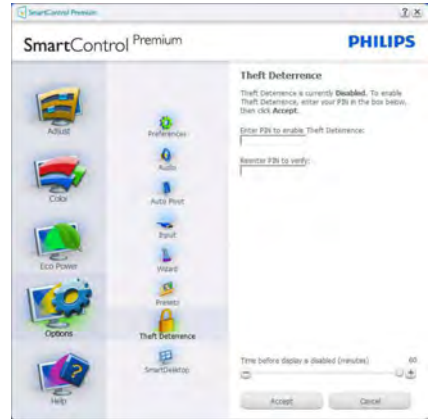 SmartControl Premium
SmartControl Premium
PHILIPS
Adjust
Color
Eco Power
Options
Help
Preferences
Audio
Auto Pivot
Input
Wizard
Presets
Theft Deterrence
SmartDesktop
Theft Deterrence
Theft Deterrence is currently Disabled. To enable
Theft Deterrence, enter your PIN in the box below,
then click Accept.
Enter PIN to enable Theft Deterrence:
Reenter PIN to verify:
Time before display is disabled (minutes)
60
Accept
Cancel